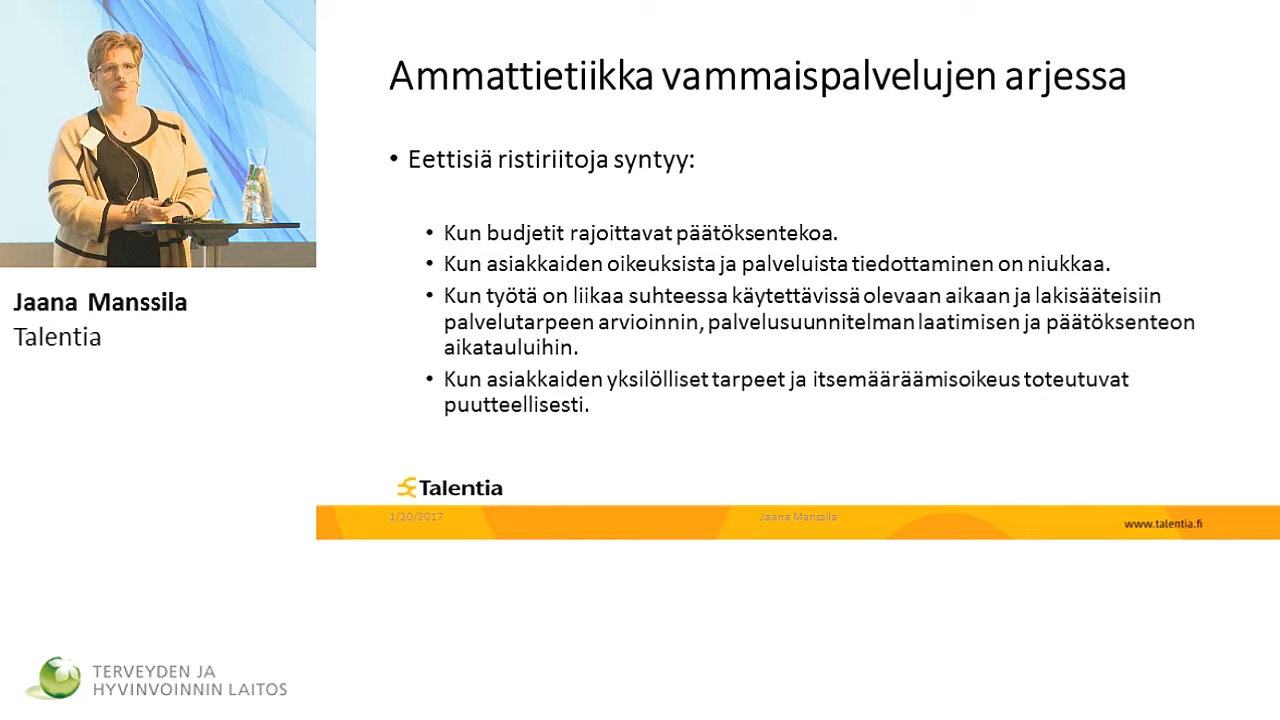 Ammattietiikka vammaispalvelujen arjessa
• Eettisiä ristiriitoja syntyy:
• Kun budjetit rajoittavat päätöksentekoa.
• Kun asiakkaiden oikeuksista ja palveluista tiedottaminen on niukkaa.
• Kun työtä on liikaa suhteessa käytettävissä olevaan aikaan ja lakisääteisiin
palvelutarpeen arvioinnin, palvelusuunnitelman laatimisen ja päätöksenteon
aikatauluihin.
• Kun asiakkaiden yksilölliset tarpeet ja itsemääräämisoikeus toteutuvat
puutteellisesti.
Jaana Manssila
Talentia
Talentia
1/20/2017
Jaana Manssila
www.talentia.fi
TERVEYDEN JA
HYVINVOINNIN LAITOS